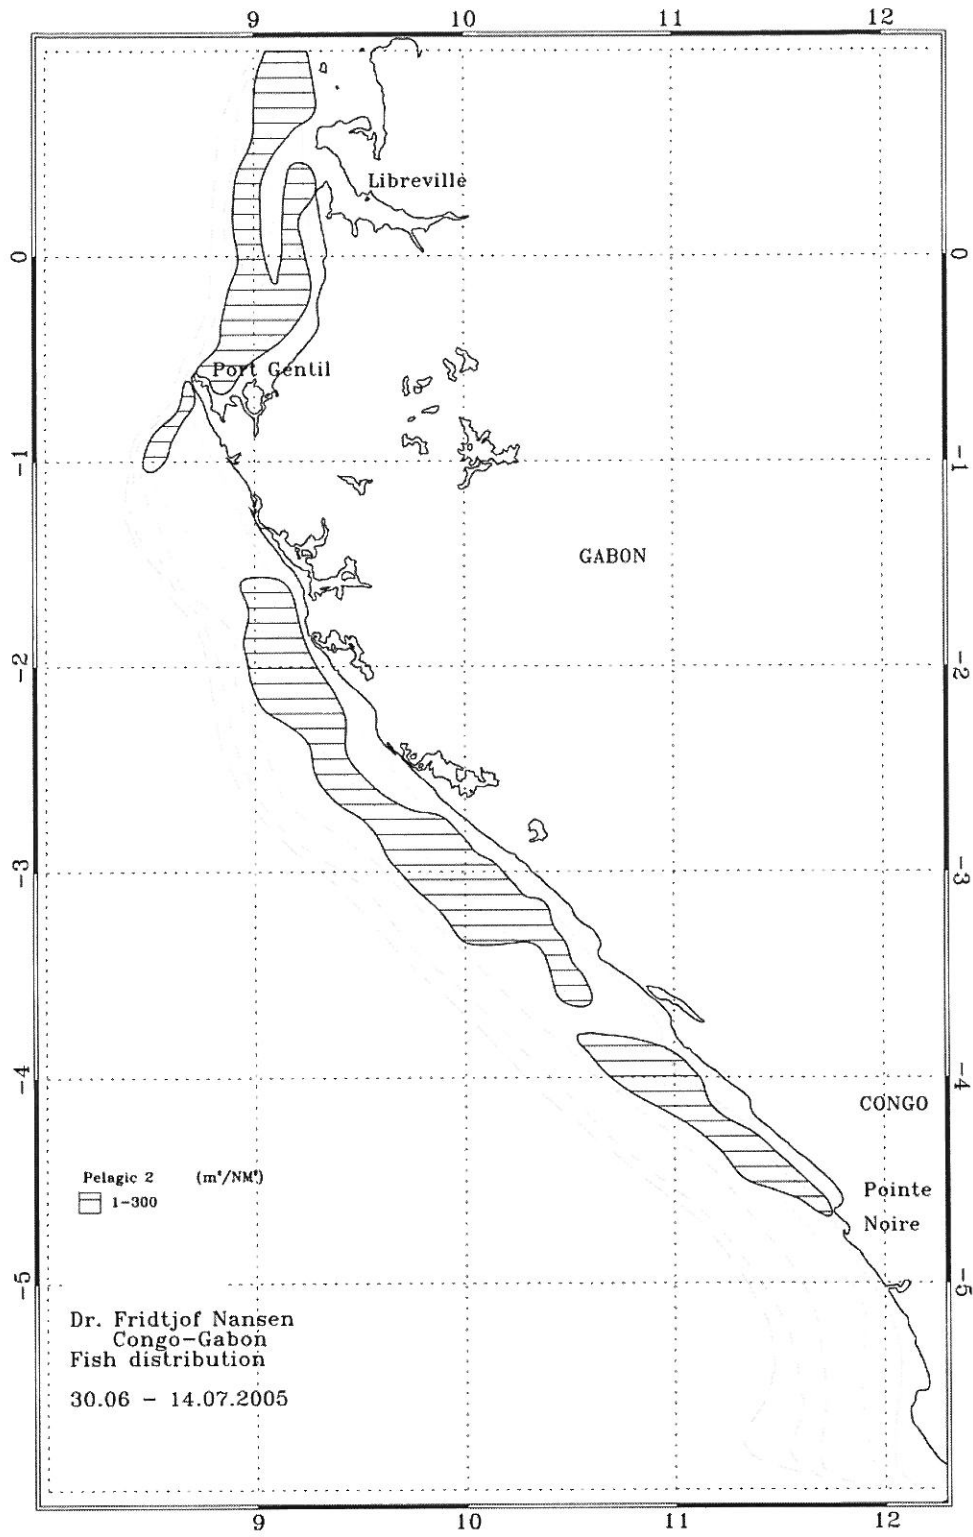 9 10 11 12
Libreville
0 0
Port Gentil
-1 -1
GABON
-2 -2
-3 -3
-4 -4
CONGO
Pelagic 2 (m²/NM²)
1-300
Pointe
Noire
-5 -5
Dr. Fridtjof Nansen
Congo-Gabon
Fish distribution
30.06 - 14.07.2005
9 10 11 12